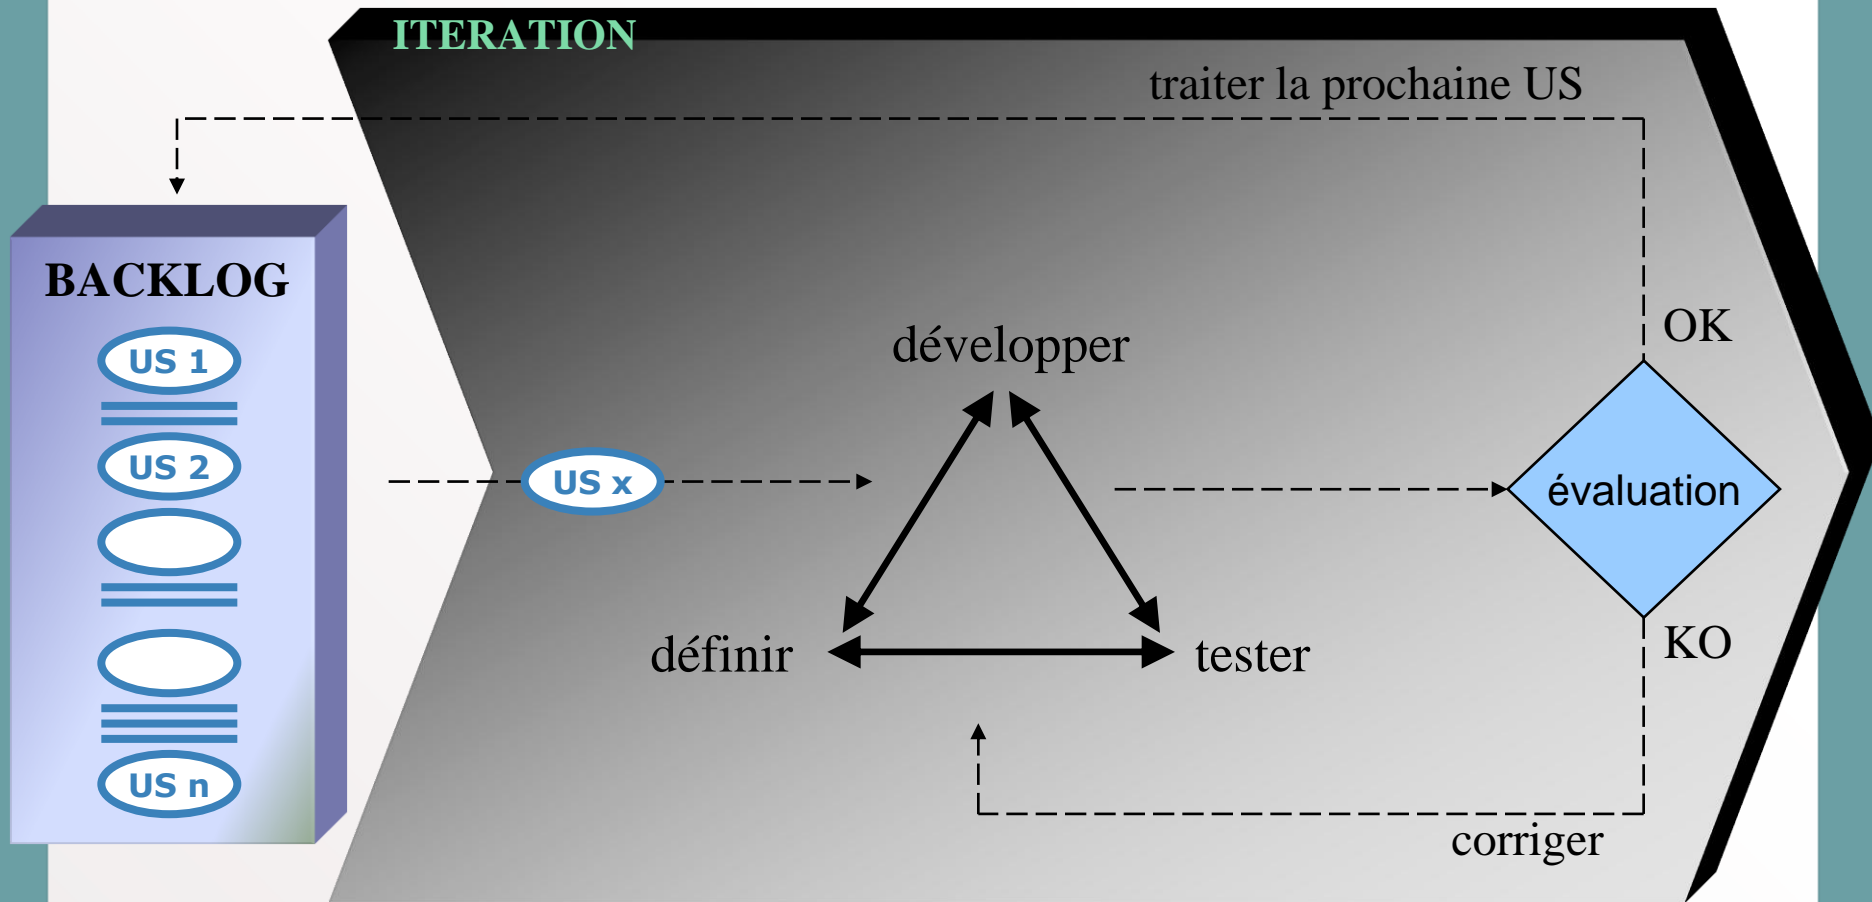 ITERATION
traiter la prochaine US
BACKLOG
US 1
US 2
US n
US x
développer
définir
tester
évaluation
OK
KO
corriger